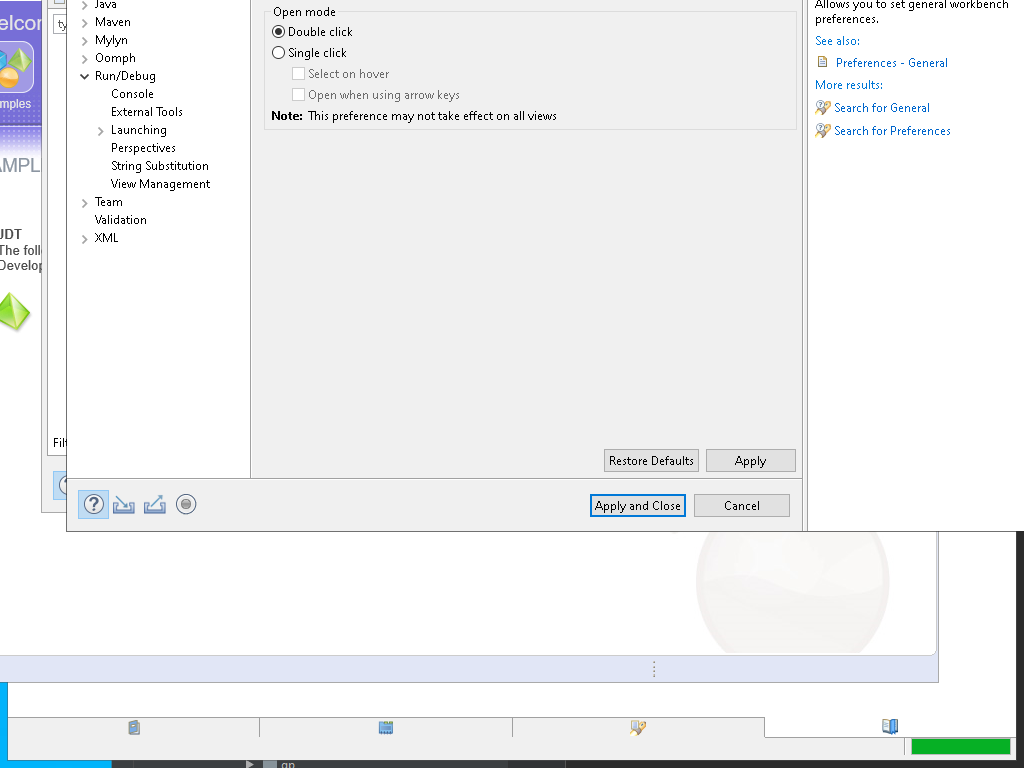 Java
Maven
Mylyn
Oomph
Run/Debug
Console
External Tools
Launching
Perspectives
String Substitution
View Management
Team
Validation
XML
Open mode
Double click
Single click
Select on hover
Open when using arrow keys
Note: This preference may not take effect on all views
Restore Defaults
Apply
Apply and Close
Cancel
Allows you to set general workbench
preferences.
See also:
Preferences - General
More results:
Search for General
Search for Preferences
elcor
ty
mples
AMPL
JDT
The foll
Develop
Filt